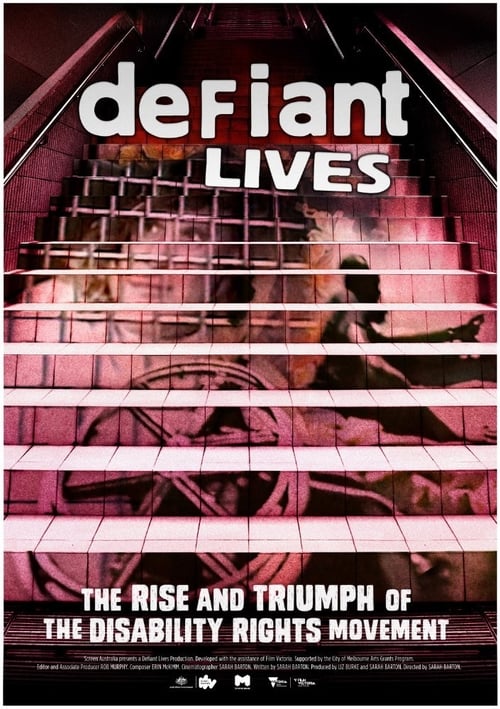 deFiant
LIVES
THE RISE AND TRIUMPH OF
THE DISABILITY RIGHTS MOVEMENT
Screen Australia presents a Defiant Lives Production. Developed with the assistance of Film Victoria. Supported by the City of Melbourne Arts Grants Program.
Editor and Associate Producer ROB MURPHY. Composer ERIN McKIMM. Cinematographer SARAH BARTON. Written by SARAH BARTON. Produced by LIZ BURKE and SARAH BARTON. Directed by SARAH BARTON.